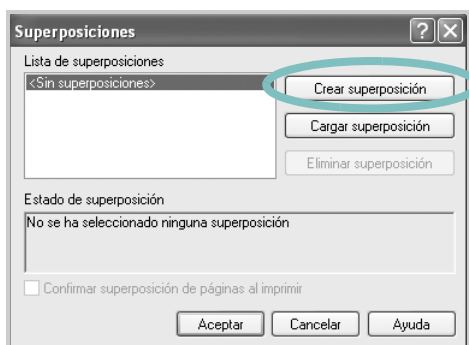 Superposiciones
Lista de superposiciones
<Sin superposiciones>
Crear superposición
Cargar superposición
Eliminar superposición
Estado de superposición
No se ha seleccionado ninguna superposición
Confirmar superposición de páginas al imprimir
Aceptar
Cancelar
Ayuda